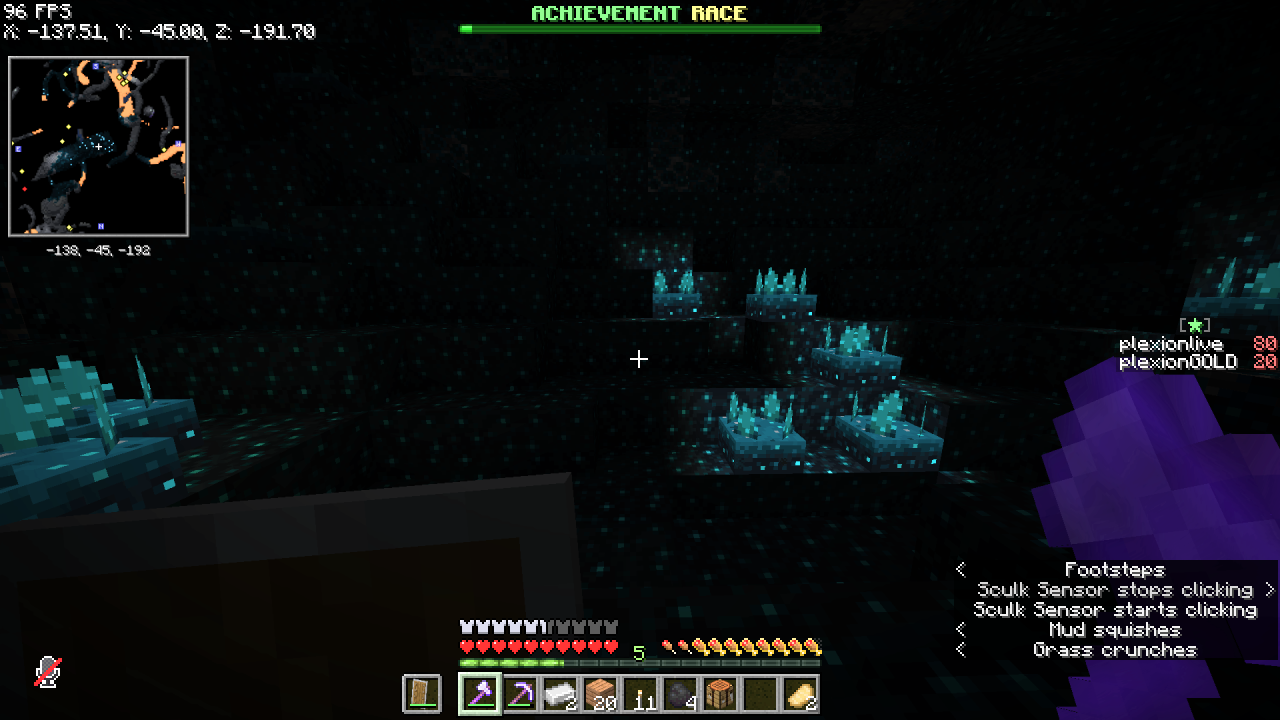 96 FPS
X: -137.51, Y: -45.00, Z: -191.70
ACHIEVEMENT RACE
-138, -45, -192
plexionlive 80
plexionGOLD 20
< Footsteps
Sculk Sensor stops clicking >
Sculk Sensor starts clicking
< Mud squishes
< Grass crunches
5
2
20
11
4
2